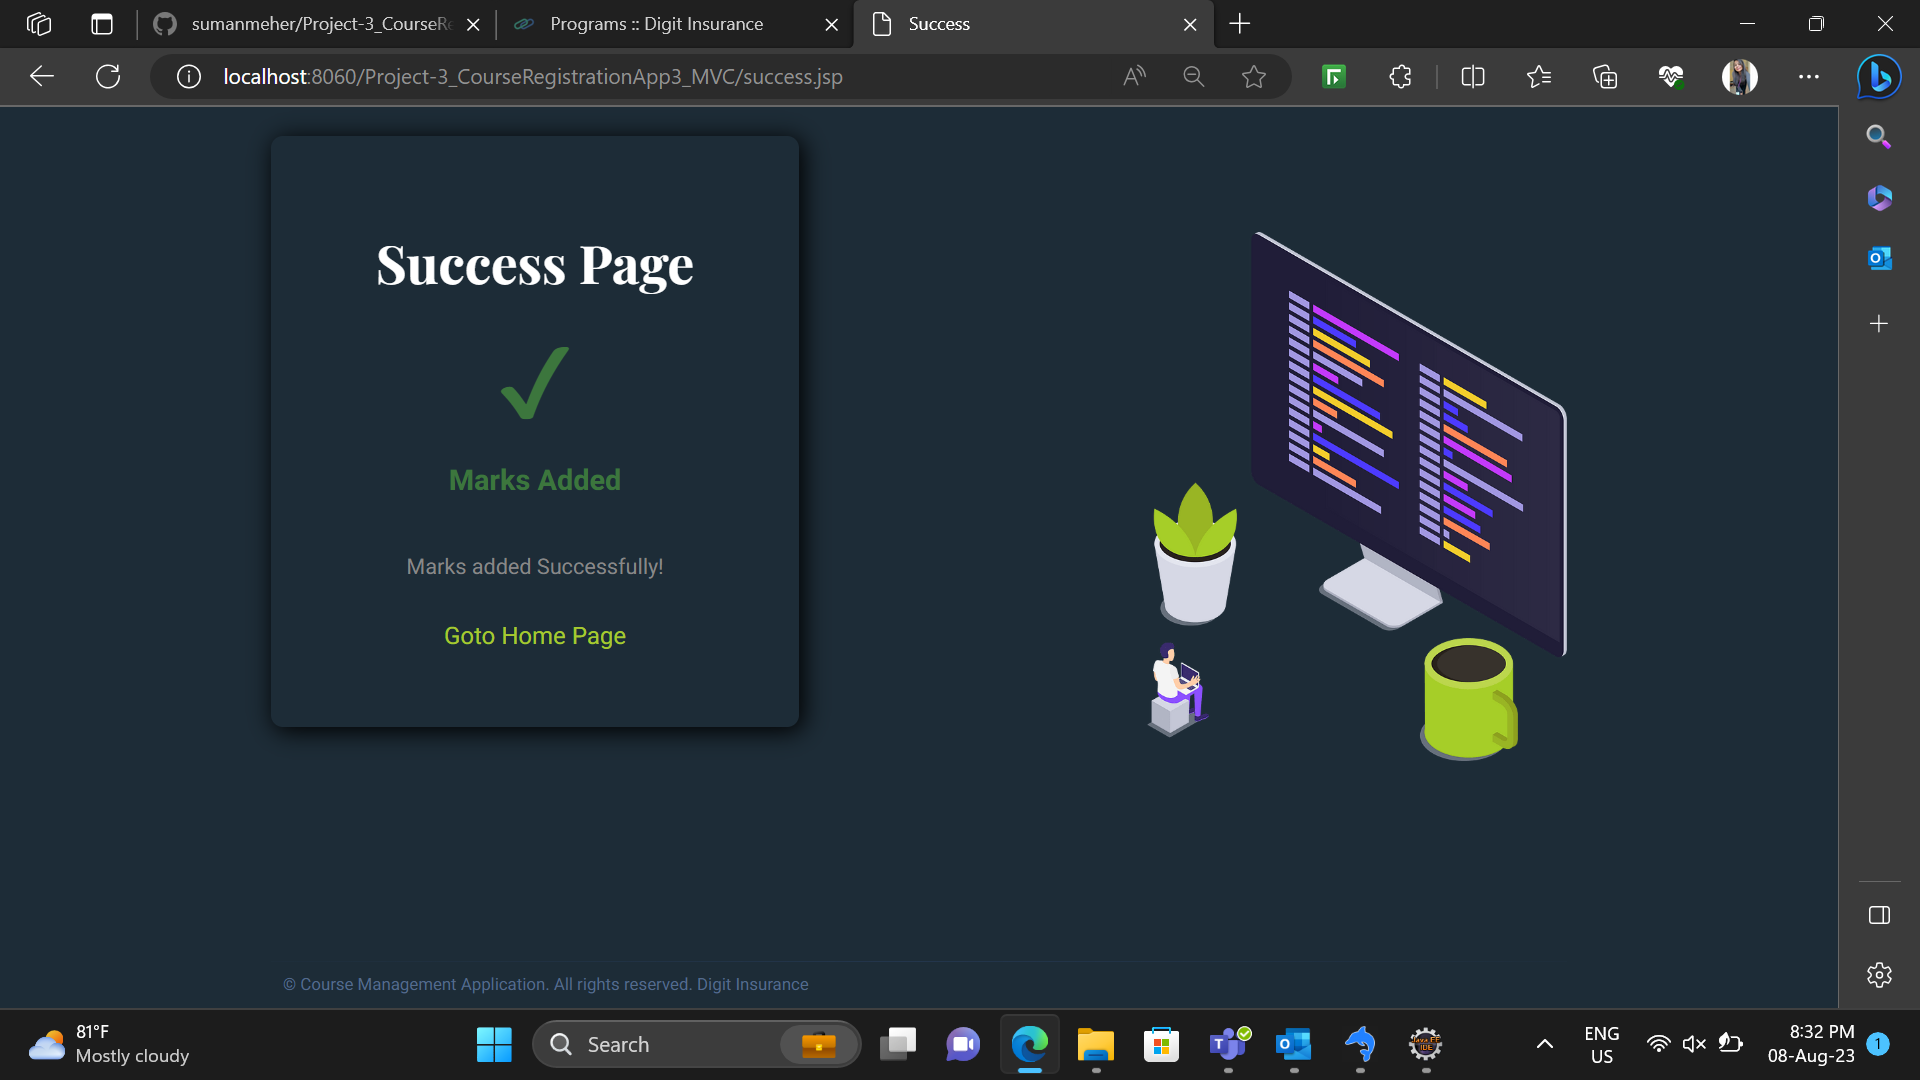 sumanmeher/Project-3_CourseRe
Programs :: Digit Insurance
Success
localhost:8060/Project-3_CourseRegistrationApp3_MVC/success.jsp
Success Page
Marks Added
Marks added Successfully!
Goto Home Page
© Course Management Application. All rights reserved. Digit Insurance
81°F
Mostly cloudy
Search
ENG
US
8:32 PM
08-Aug-23
1